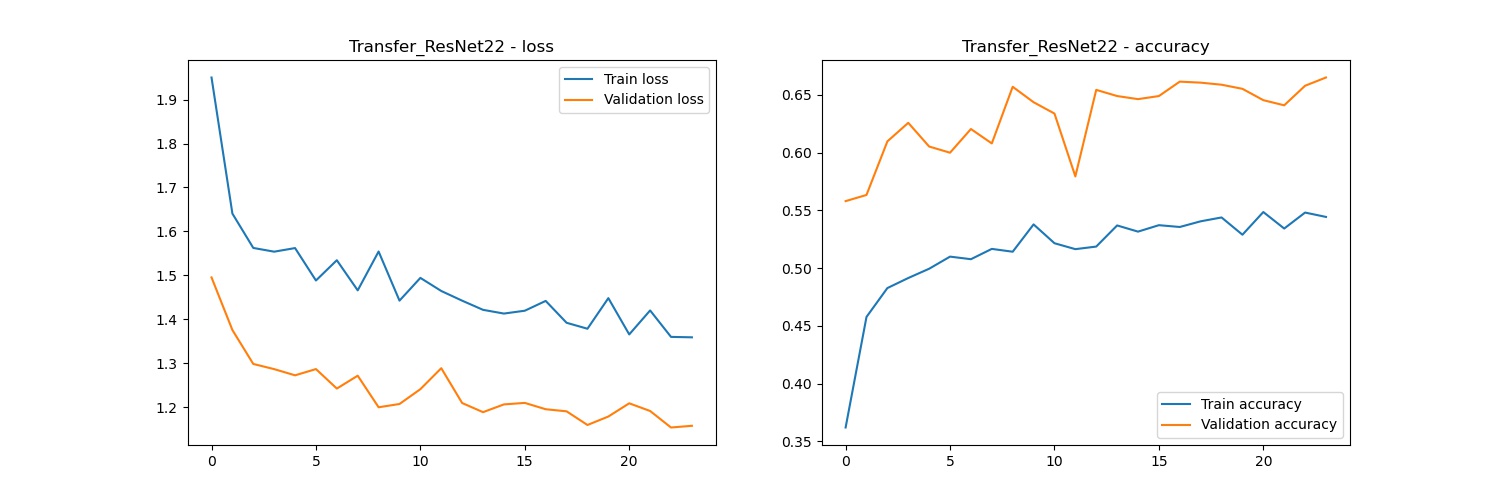 Transfer_ResNet22 - loss
Train loss
Validation loss
1.9
1.8
1.7
1.6
1.5
1.4
1.3
1.2
0 5 10 15 20
Transfer_ResNet22 - accuracy
0.65
0.60
0.55
0.50
0.45
0.40
0.35
Train accuracy
Validation accuracy
0 5 10 15 20